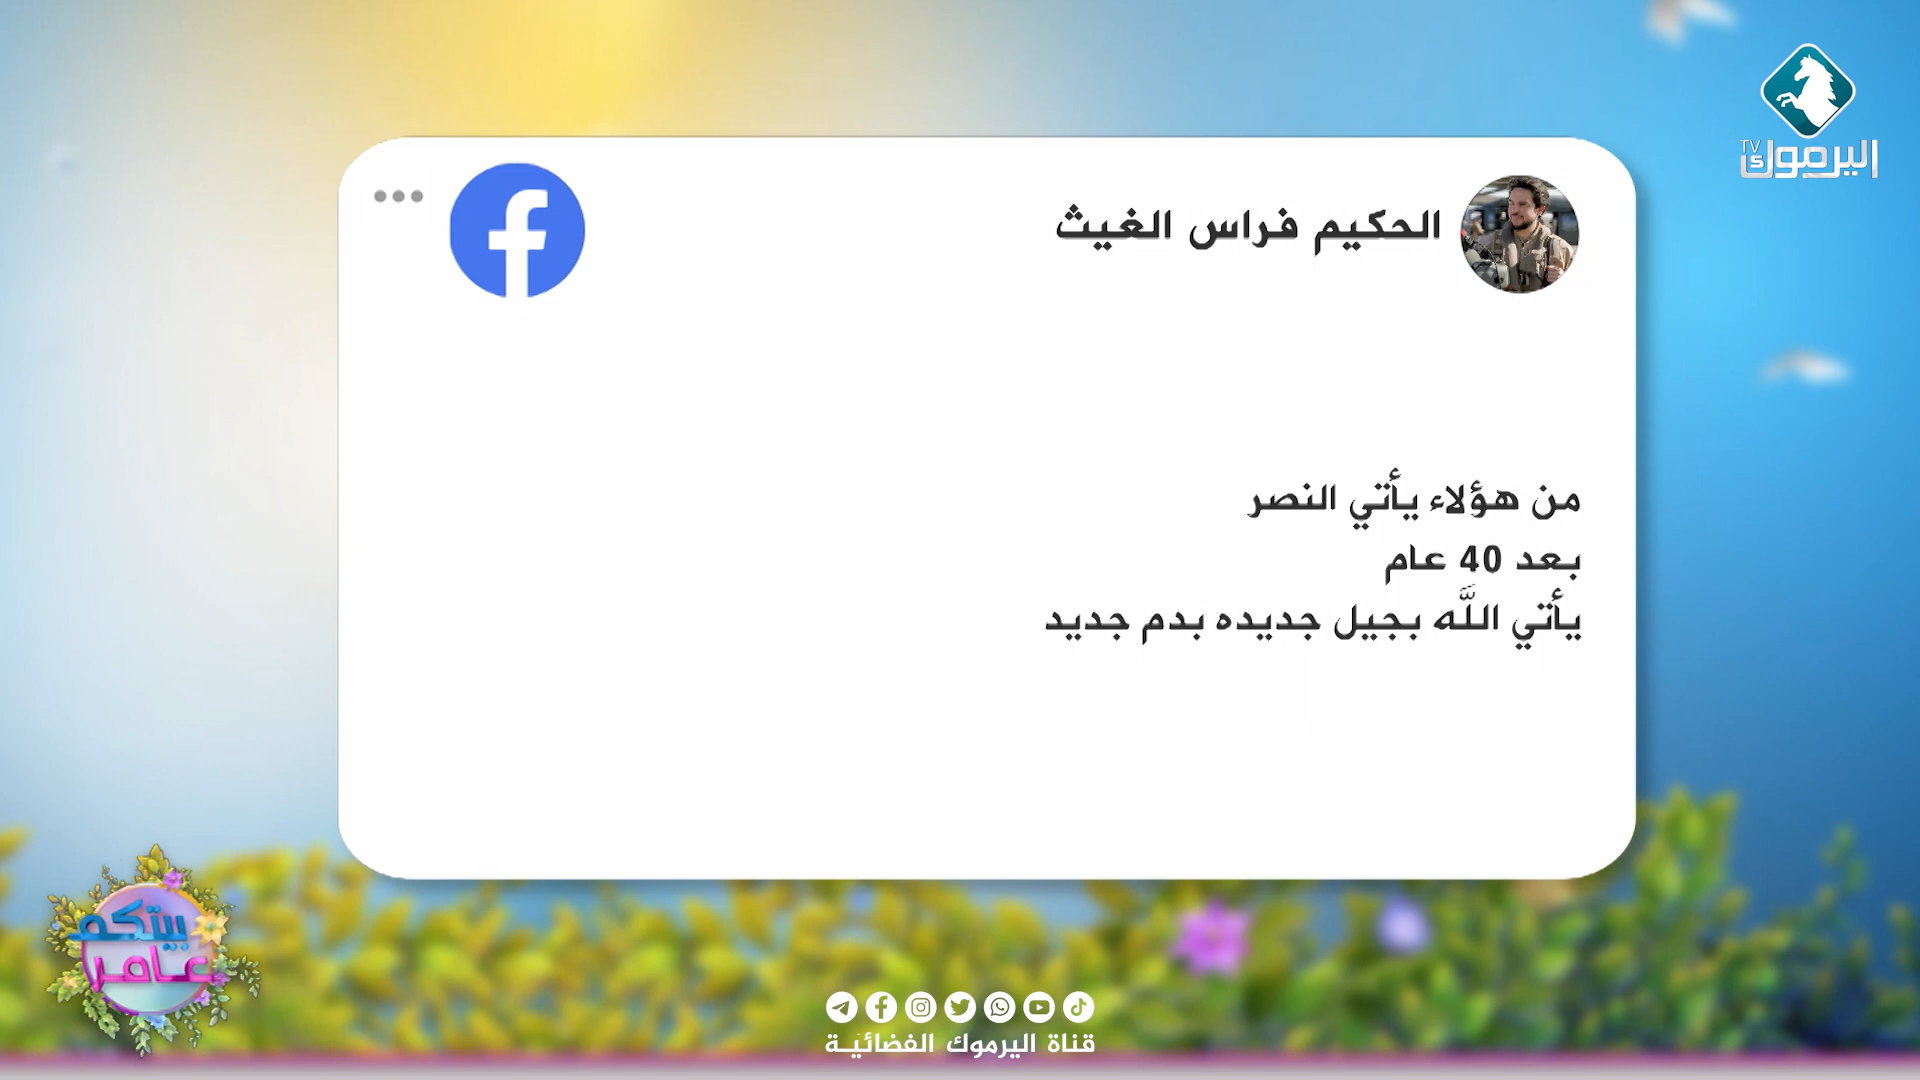 اليرموك
TV
الحكيم فراس الغيث
من هؤلاء يأتي النصر
بعد 40 عام
يأتي الله بجيل جديده بدم جديد
بيتكم
عامر
قناة اليرموك الفضائيـة